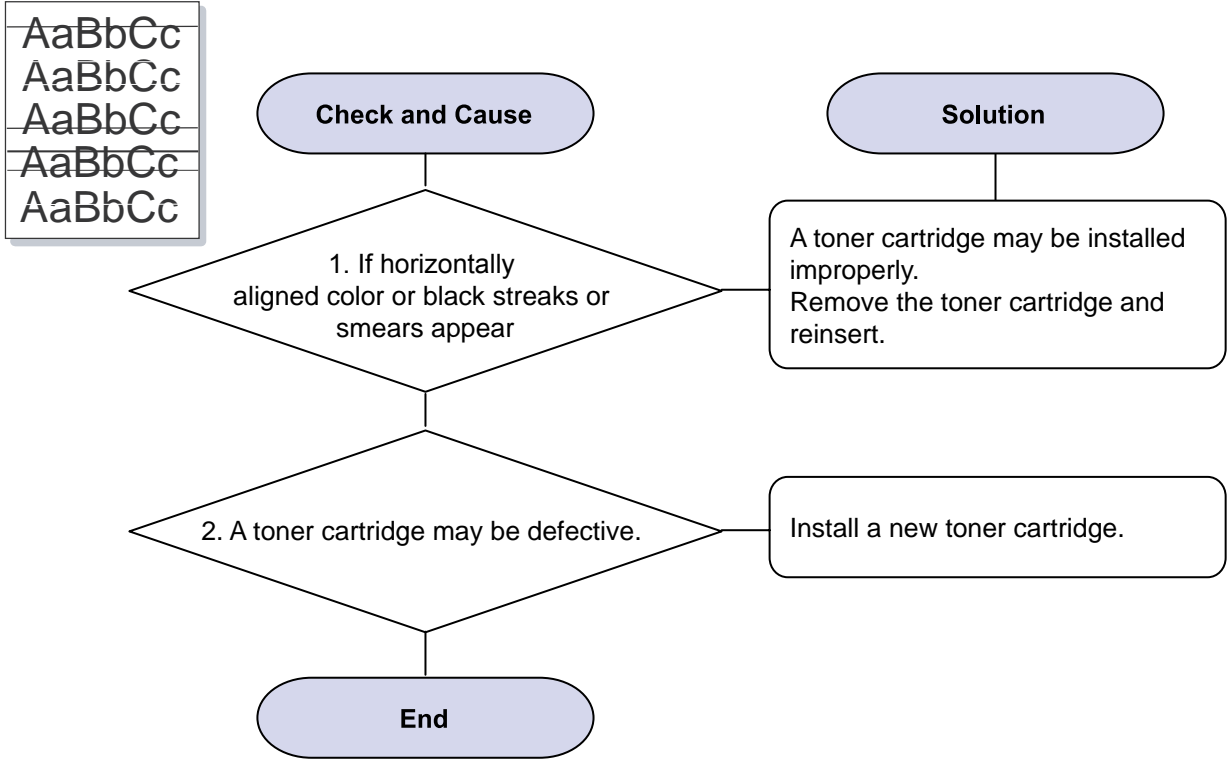 AaBbCc
AaBbCc
AaBbCc
AaBbCc
AaBbCc
Check and Cause
Solution
1. If horizontally
aligned color or black streaks or
smears appear
A toner cartridge may be installed
improperly.
Remove the toner cartridge and
reinsert.
2. A toner cartridge may be defective.
Install a new toner cartridge.
End